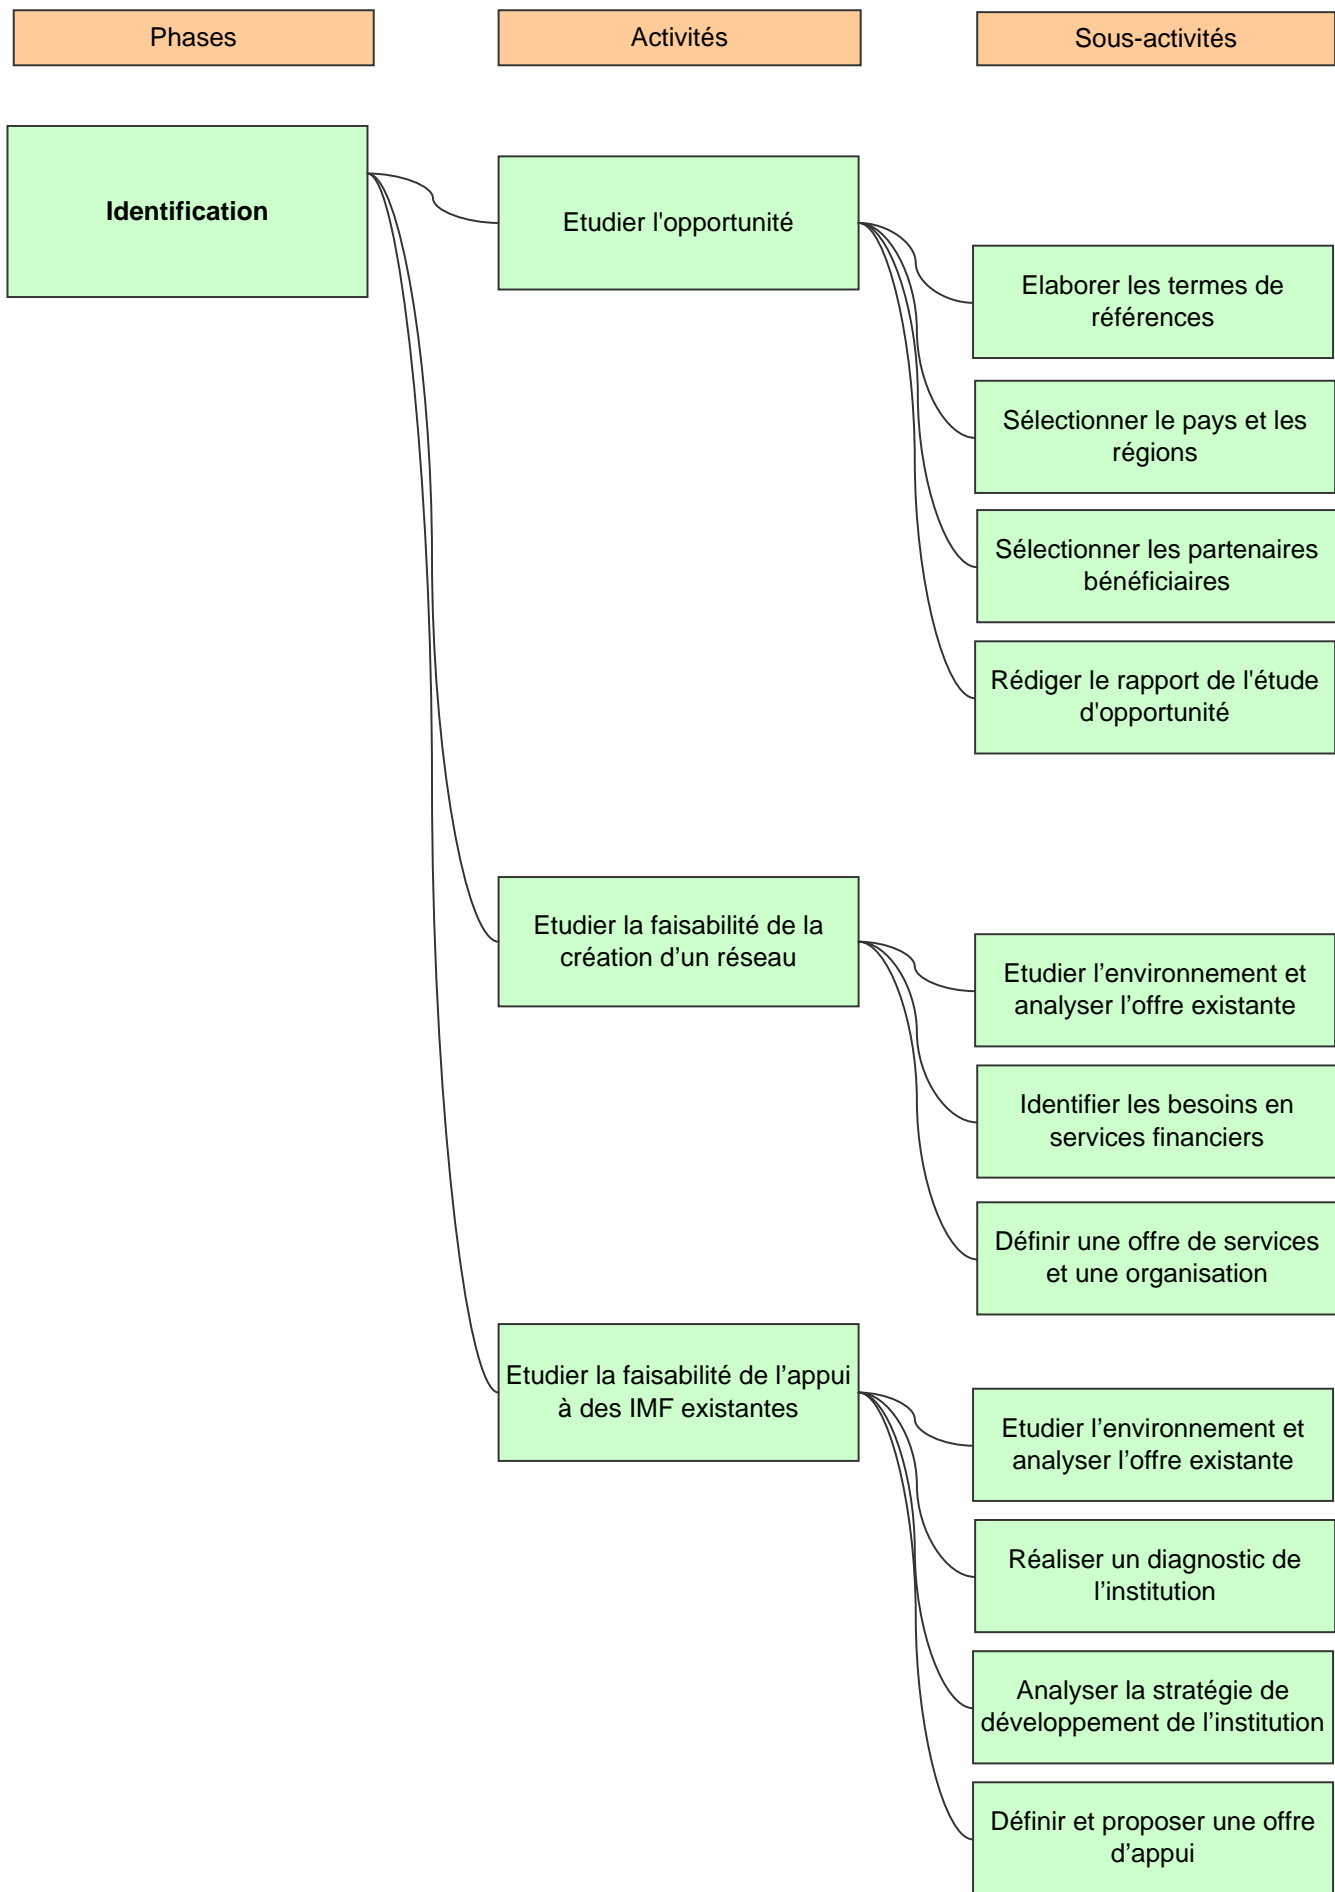 Phases
Activités
Sous-activités
Identification
Etudier l'opportunité
Elaborer les termes de
références
Sélectionner le pays et les
régions
Sélectionner les partenaires
bénéficiaires
Rédiger le rapport de l'étude
d'opportunité
Etudier la faisabilité de la
création d’un réseau
Etudier l’environnement et
analyser l’offre existante
Identifier les besoins en
services financiers
Définir une offre de services
et une organisation
Etudier la faisabilité de l’appui
à des IMF existantes
Etudier l’environnement et
analyser l’offre existante
Réaliser un diagnostic de
l’institution
Analyser la stratégie de
développement de l’institution
Définir et proposer une offre
d’appui